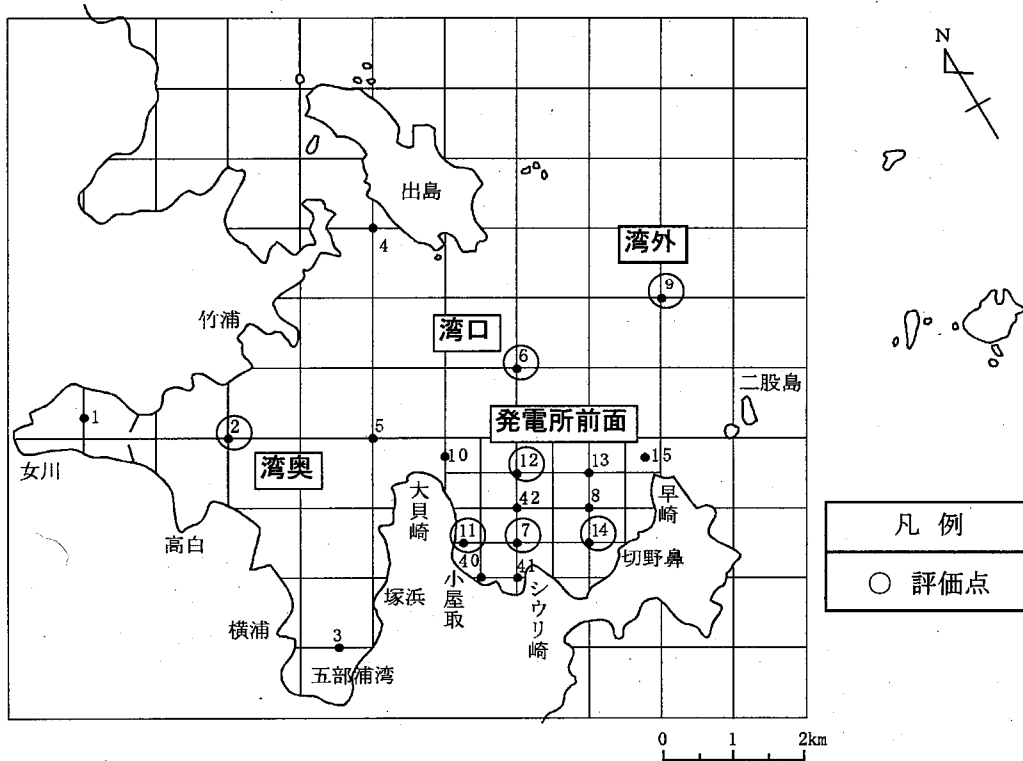 N
出島
湾外
4
9
竹浦
湾口
6
二股島
発電所前面
1
2
5
10
12
13
15
女川
湾奥
大貝崎
42
8
早崎
高白
11
7
14
切野鼻
40
41
小屋取
シウリ崎
塚浜
横浦
3
五部浦湾
凡例
○ 評価点
0 1 2km